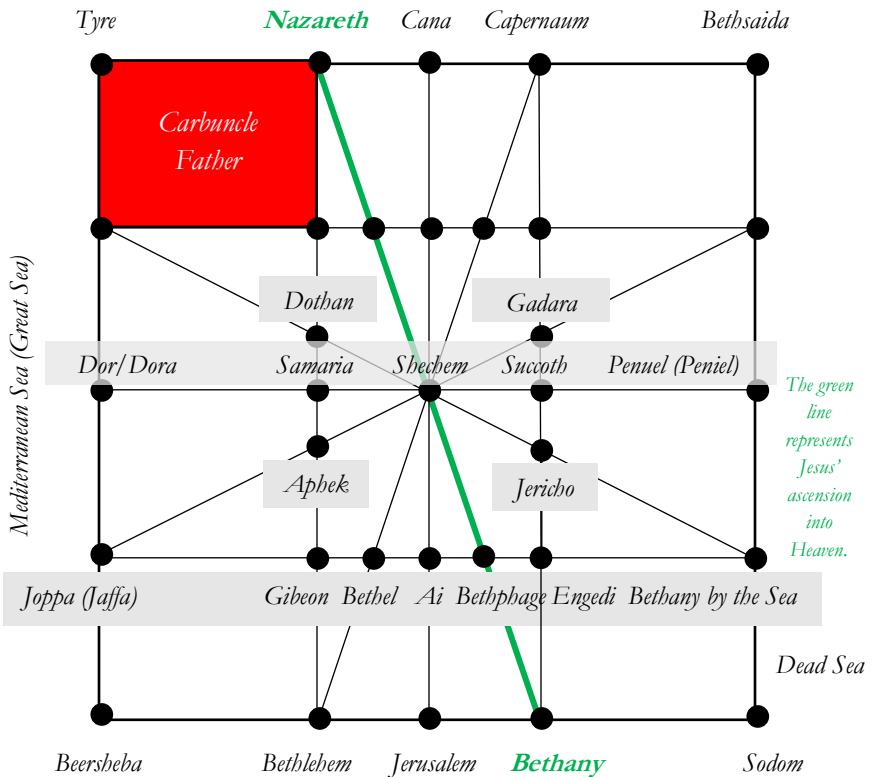 Tyre Nazareth Cana Capernaum Bethsaida
Carbuncle
Father
Mediterranean Sea (Great Sea)
Dothan Gadara
Dor/Dora Samaria Shechem Succoth Penuel (Peniel)
The green
line
represents
Jesus'
ascension
into
Heaven.
Aphek Jericho
Joppa (Jaffa) Gibeon Bethel Ai Bethphage Engedi Bethany by the Sea
Dead Sea
Beersheba Bethlehem Jerusalem Bethany Sodom